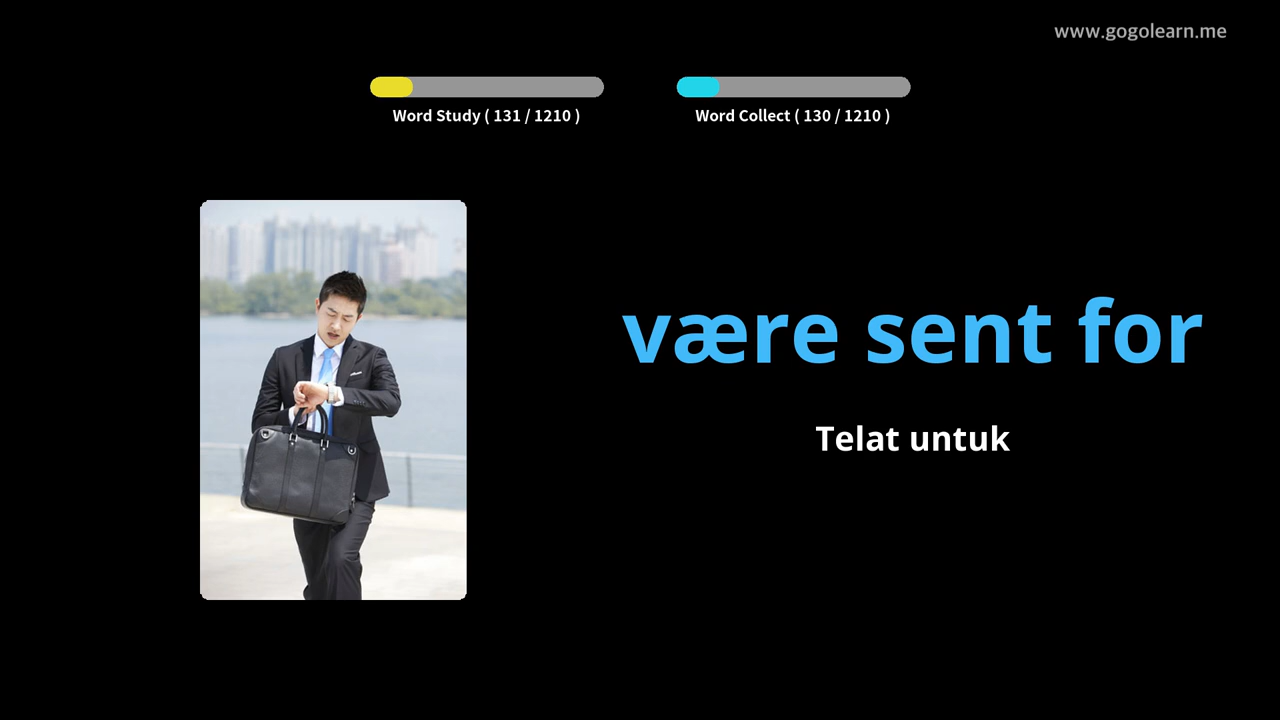 www.gogolearn.me
Word Study ( 131 / 1210 )
Word Collect ( 130 / 1210 )
være sent for
Telat untuk